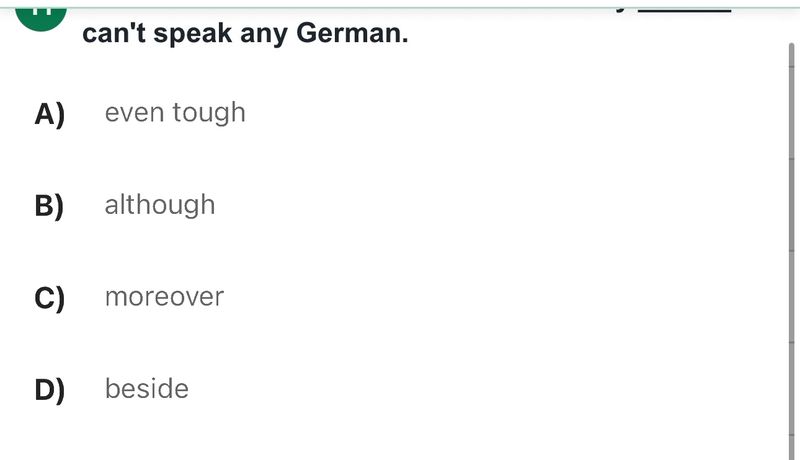 can't speak any German.
A) even tough
B) although
C) moreover
D) beside